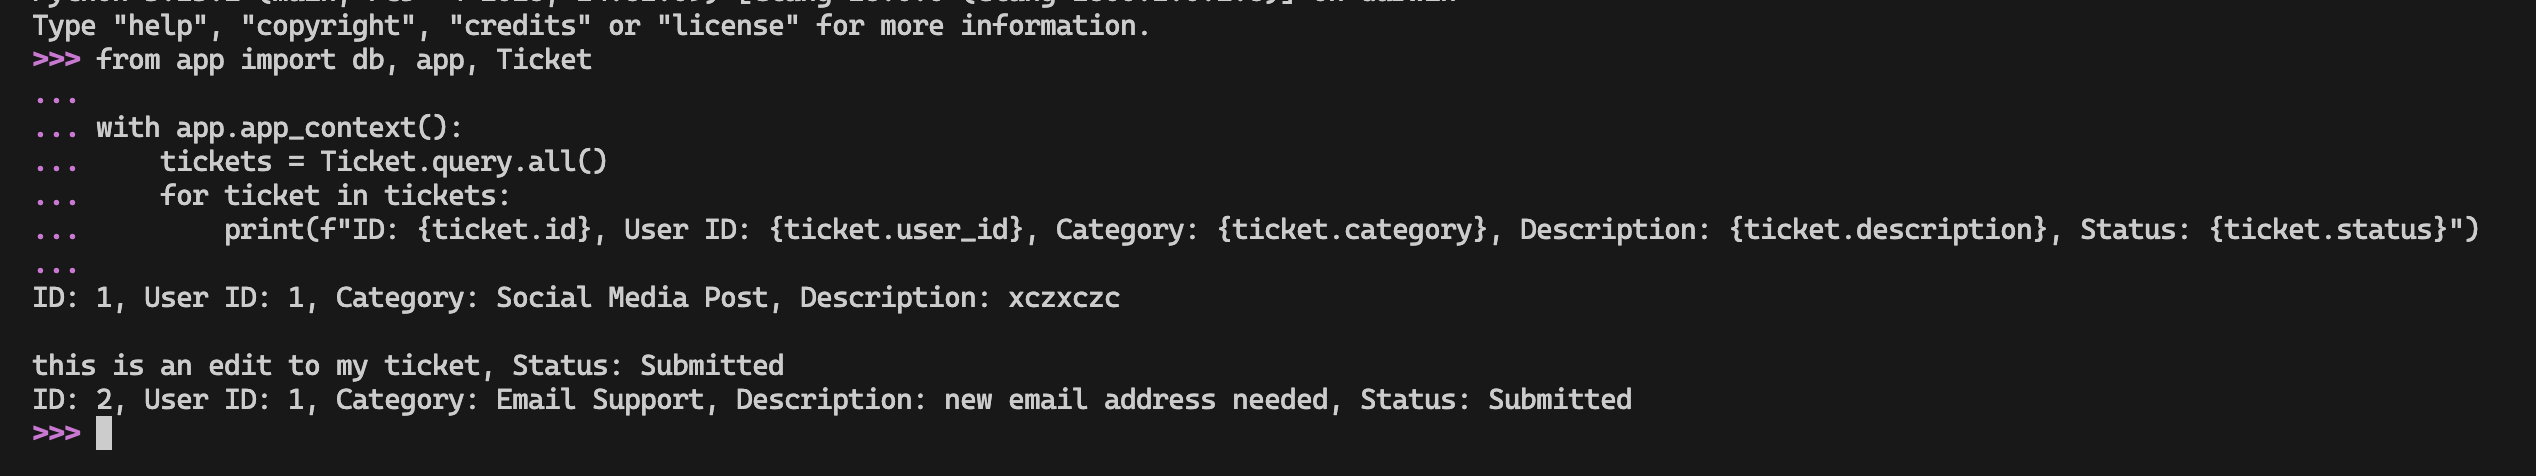 Type "help", "copyright", "credits" or "license" for more information.
>>> from app import db, app, Ticket
...
... with app.app_context():
...     tickets = Ticket.query.all()
...     for ticket in tickets:
...         print(f"ID: {ticket.id}, User ID: {ticket.user_id}, Category: {ticket.category}, Description: {ticket.description}, Status: {ticket.status}")
...
ID: 1, User ID: 1, Category: Social Media Post, Description: xczxczc

this is an edit to my ticket, Status: Submitted
ID: 2, User ID: 1, Category: Email Support, Description: new email address needed, Status: Submitted
>>>